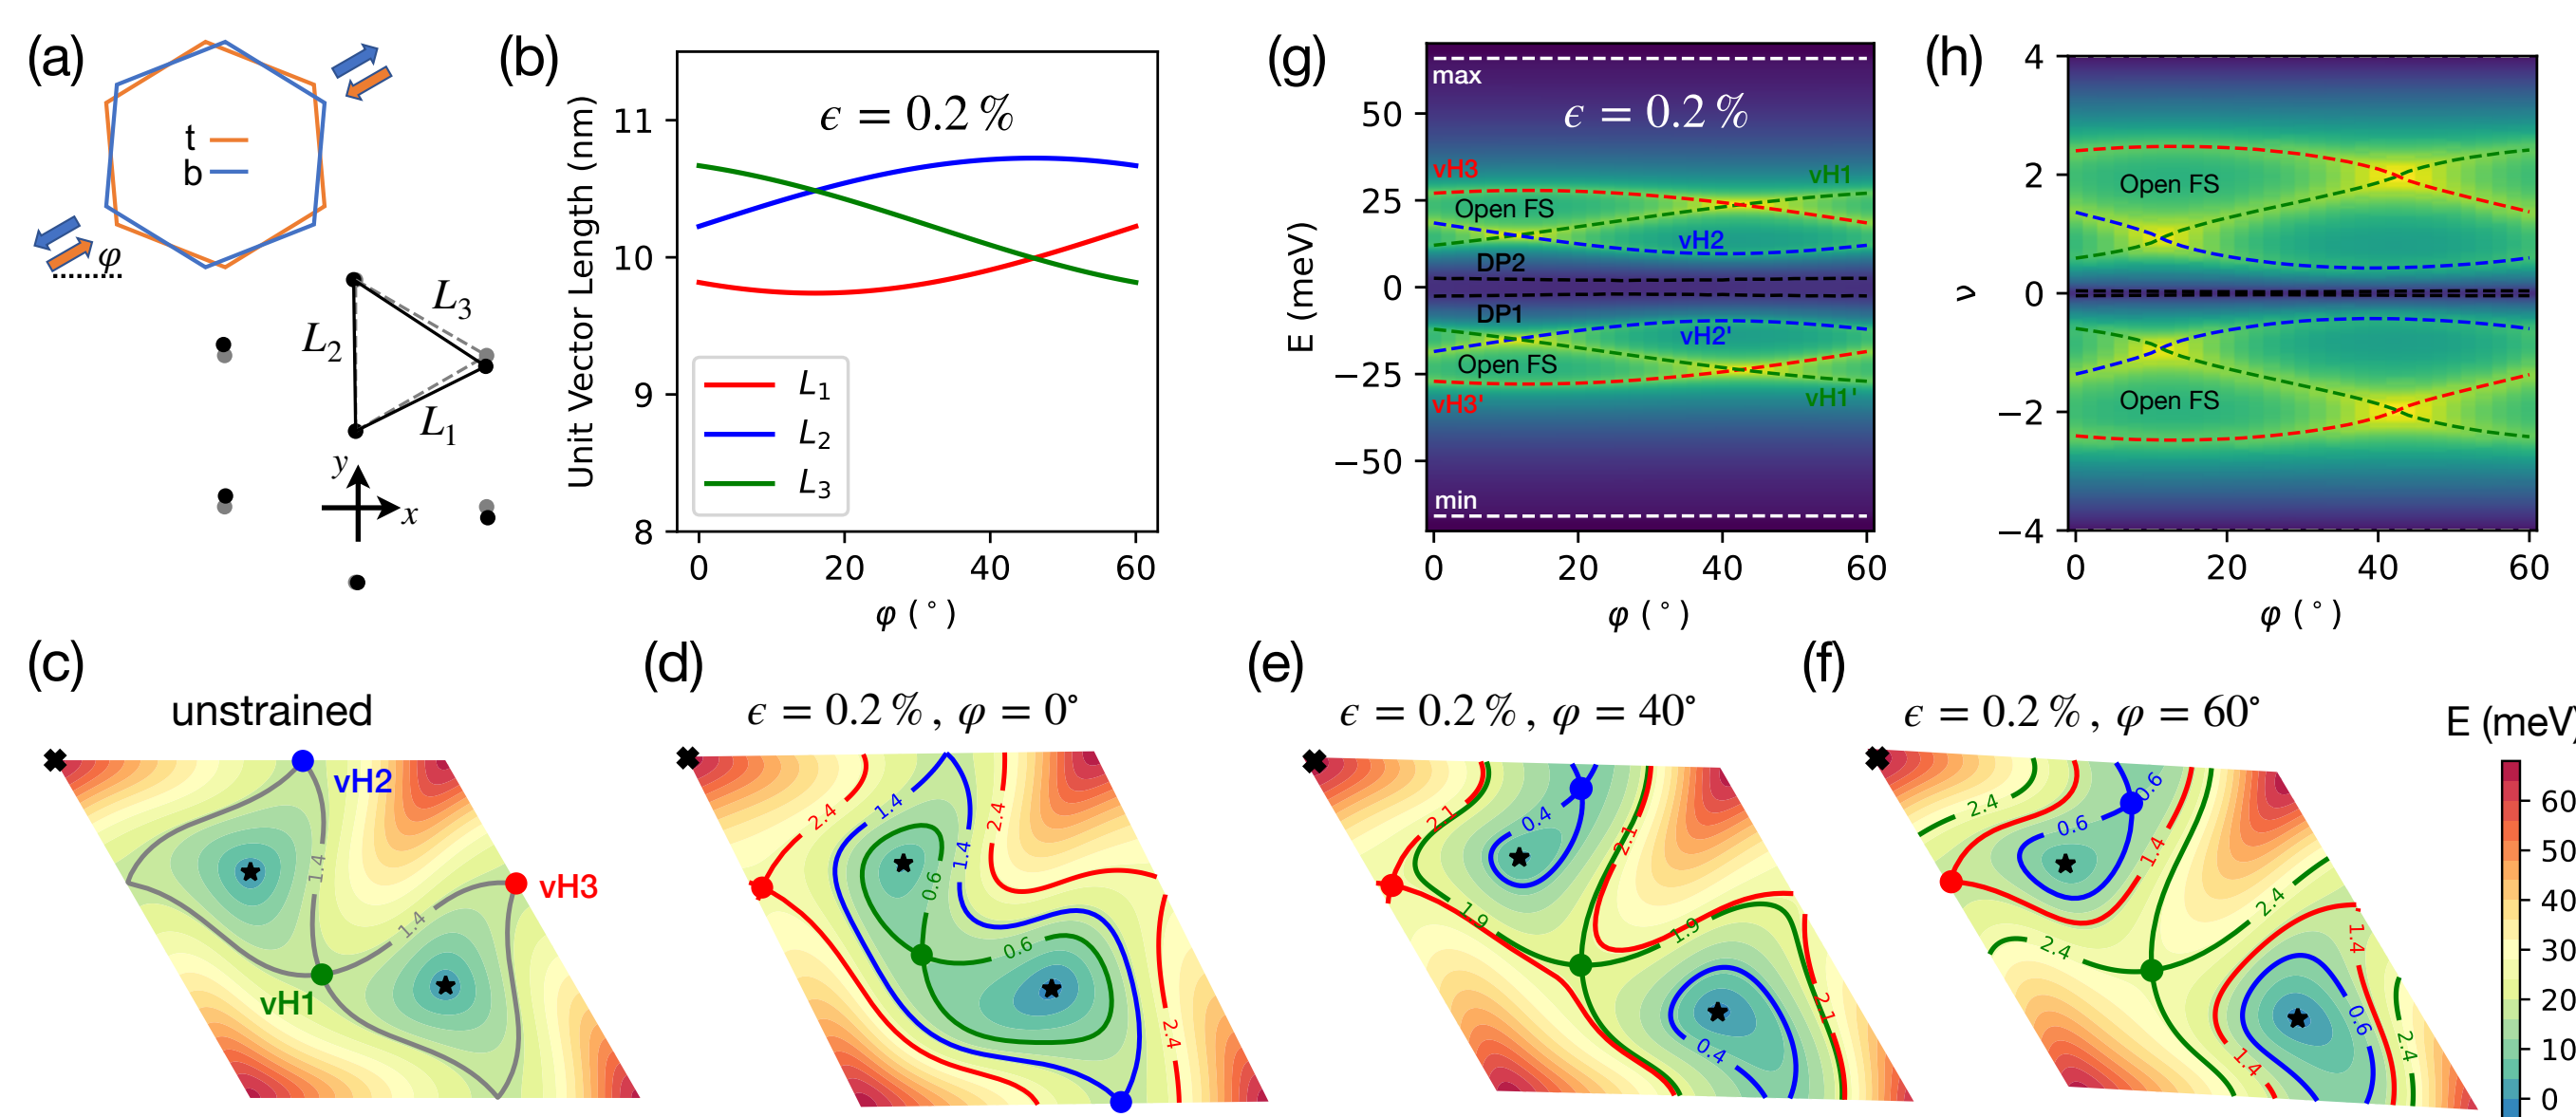 (a)
t
b
φ
L₃
L₂
L₁
y
x
(b)
Unit Vector Length (nm)
ϵ = 0.2 %
11
10
9
8
L₁
L₂
L₃
0 20 40 60
φ (°)
(g)
E (meV)
max
ϵ = 0.2 %
50
25
0
−25
−50
vH3
vH1
Open FS
vH2
DP2
DP1
vH2'
Open FS
vH3'
vH1'
min
0 20 40 60
φ (°)
(h)
ν
4
2
0
−2
−4
Open FS
Open FS
0 20 40 60
φ (°)
(c)
unstrained
vH2
1.4
vH3
1.4
vH1
(d)
ϵ = 0.2 % , φ = 0°
2.4
1.4
2.4
1.4
0.6
0.6
2.4
(e)
ϵ = 0.2 % , φ = 40°
2.1
0.4
2.1
1.9
1.9
2.1
0.4
(f)
ϵ = 0.2 % , φ = 60°
2.4
0.6
0.6
1.4
2.4
2.4
1.4
0.6
1.4
2.4
E (meV)
60
50
40
30
20
10
0